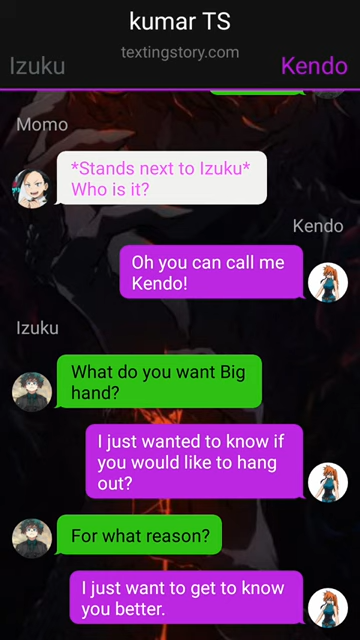 kumar TS
textingstory.com
Izuku
Kendo
Momo
*Stands next to Izuku*
Who is it?
Kendo
Oh you can call me
Kendo!
Izuku
What do you want Big
hand?
I just wanted to know if
you would like to hang
out?
For what reason?
I just want to get to know
you better.